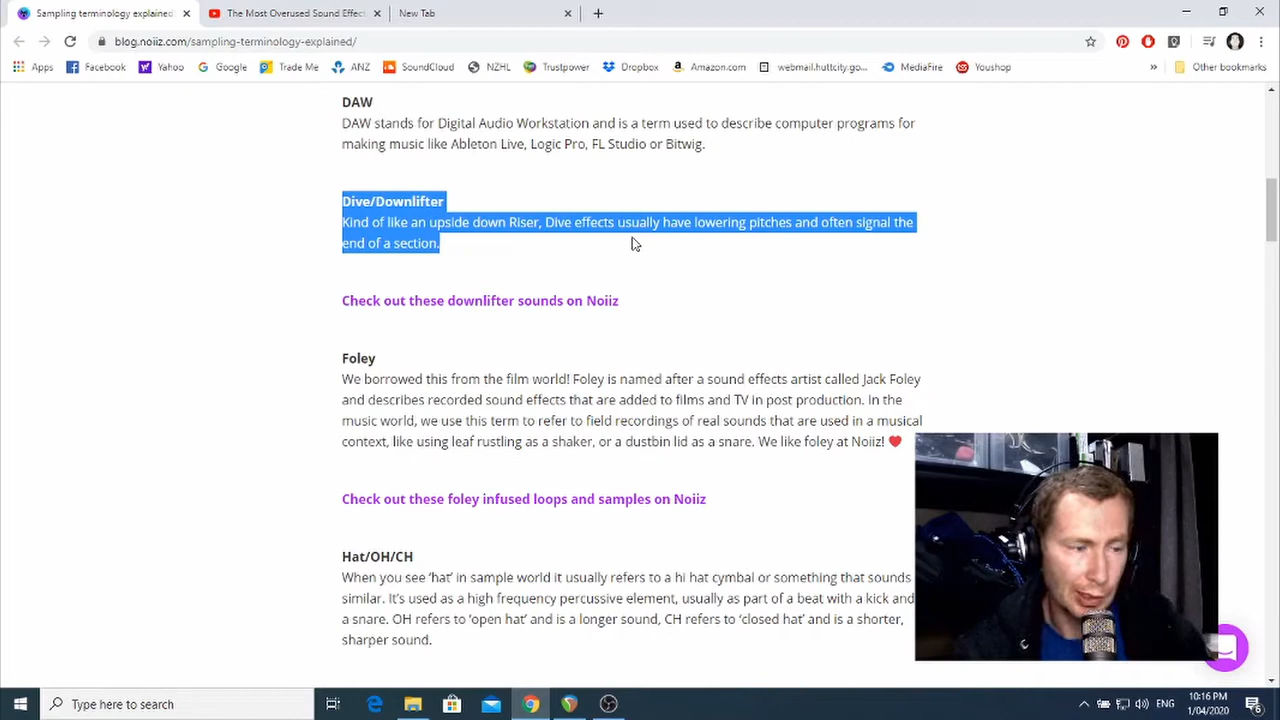 Sampling terminology explained
The Most Overused Sound Effec
New Tab
blog.noiiz.com/sampling-terminology-explained/
Apps
Facebook
Yahoo
Google
Trade Me
ANZ
SoundCloud
NZHL
Trustpower
Dropbox
Amazon.com
webmail.huttcity.go...
MediaFire
Youshop
»
Other bookmarks
DAW
DAW stands for Digital Audio Workstation and is a term used to describe computer programs for
making music like Ableton Live, Logic Pro, FL Studio or Bitwig.
Dive/Downlifter
Kind of like an upside down Riser, Dive effects usually have lowering pitches and often signal the
end of a section.
Check out these downlifter sounds on Noiiz
Foley
We borrowed this from the film world! Foley is named after a sound effects artist called Jack Foley
and describes recorded sound effects that are added to films and TV in post production. In the
music world, we use this term to refer to field recordings of real sounds that are used in a musical
context, like using leaf rustling as a shaker, or a dustbin lid as a snare. We like foley at Noiiz! ❤
Check out these foley infused loops and samples on Noiiz
Hat/OH/CH
When you see ‘hat’ in sample world it usually refers to a hi hat cymbal or something that sounds
similar. It’s used as a high frequency percussive element, usually as part of a beat with a kick and
a snare. OH refers to ‘open hat’ and is a longer sound, CH refers to ‘closed hat’ and is a shorter,
sharper sound.
Type here to search
ENG
10:16 PM
1/04/2020
6